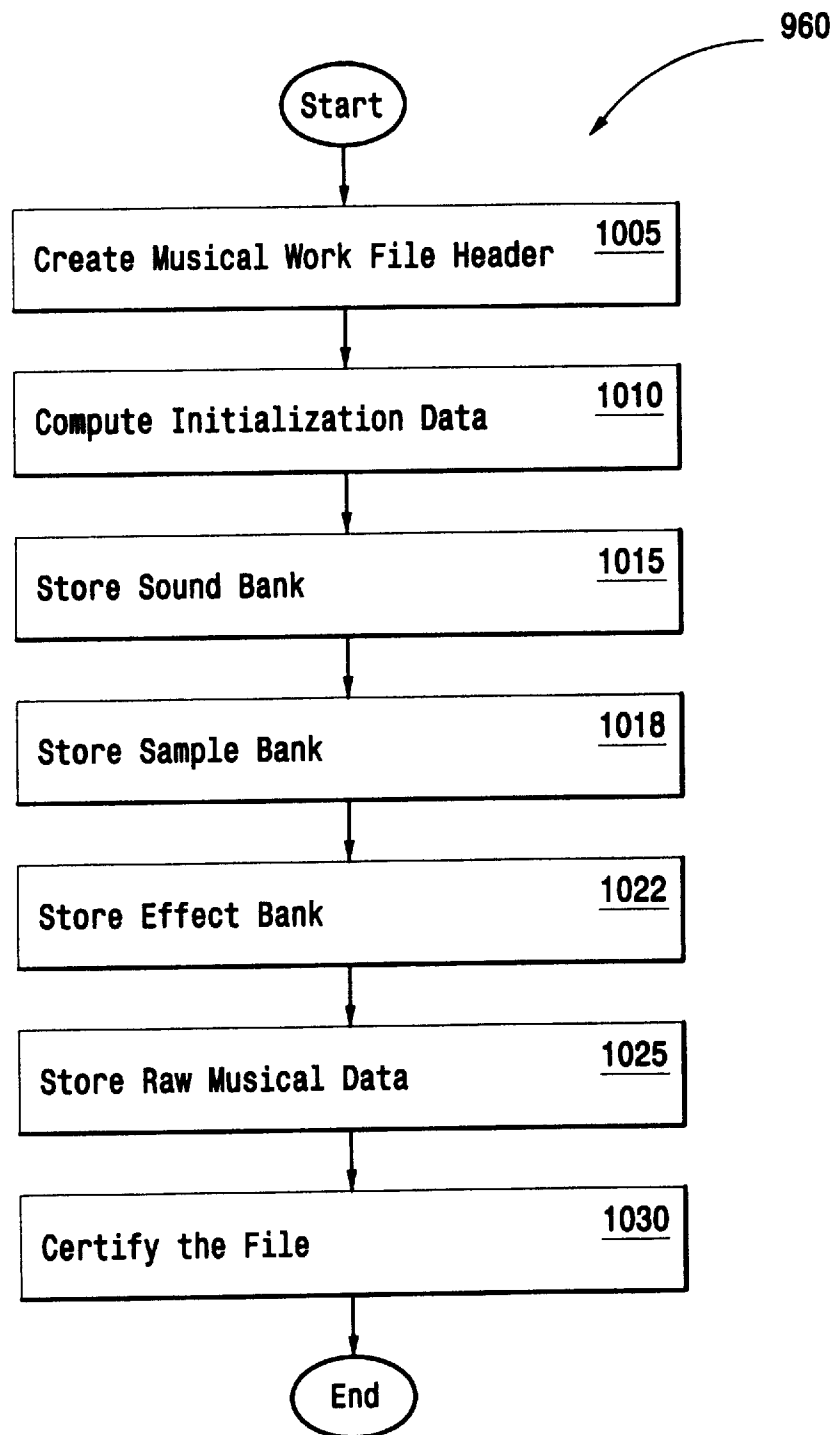 960
Start
Create Musical Work File Header 1005
Compute Initialization Data 1010
Store Sound Bank 1015
Store Sample Bank 1018
Store Effect Bank 1022
Store Raw Musical Data 1025
Certify the File 1030
End